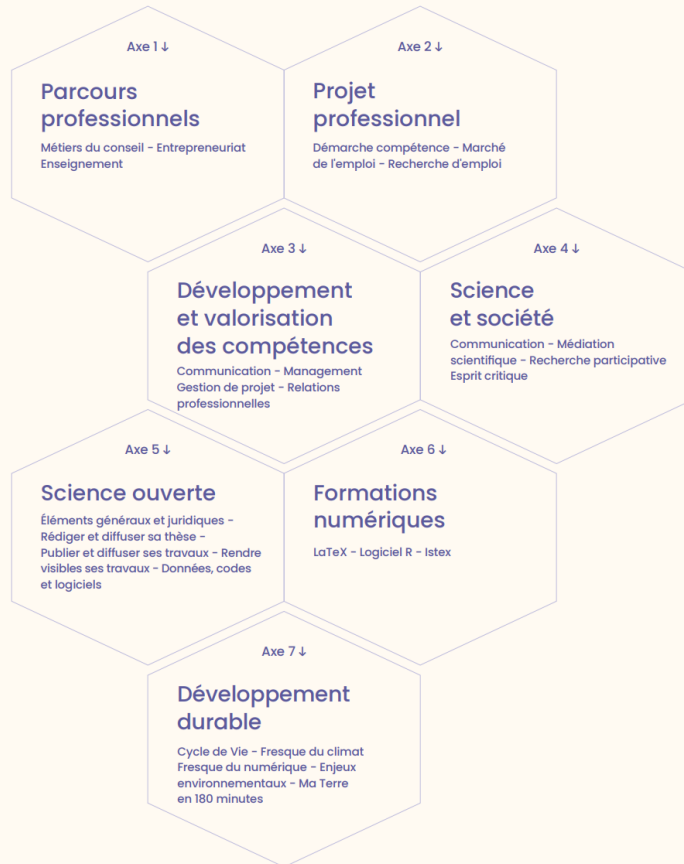 Axe 1 ↓
Parcours
professionnels
Métiers du conseil - Entrepreneuriat
Enseignement
Axe 2 ↓
Projet
professionnel
Démarche compétence - Marché
de l'emploi - Recherche d'emploi
Axe 3 ↓
Développement
et valorisation
des compétences
Communication - Management
Gestion de projet - Relations
professionnelles
Axe 4 ↓
Science
et société
Communication - Médiation
scientifique - Recherche participative
Esprit critique
Axe 5 ↓
Science ouverte
Éléments généraux et juridiques -
Rédiger et diffuser sa thèse -
Publier et diffuser ses travaux - Rendre
visibles ses travaux - Données, codes
et logiciels
Axe 6 ↓
Formations
numériques
LaTeX - Logiciel R - Istex
Axe 7 ↓
Développement
durable
Cycle de Vie - Fresque du climat
Fresque du numérique - Enjeux
environnementaux - Ma Terre
en 180 minutes